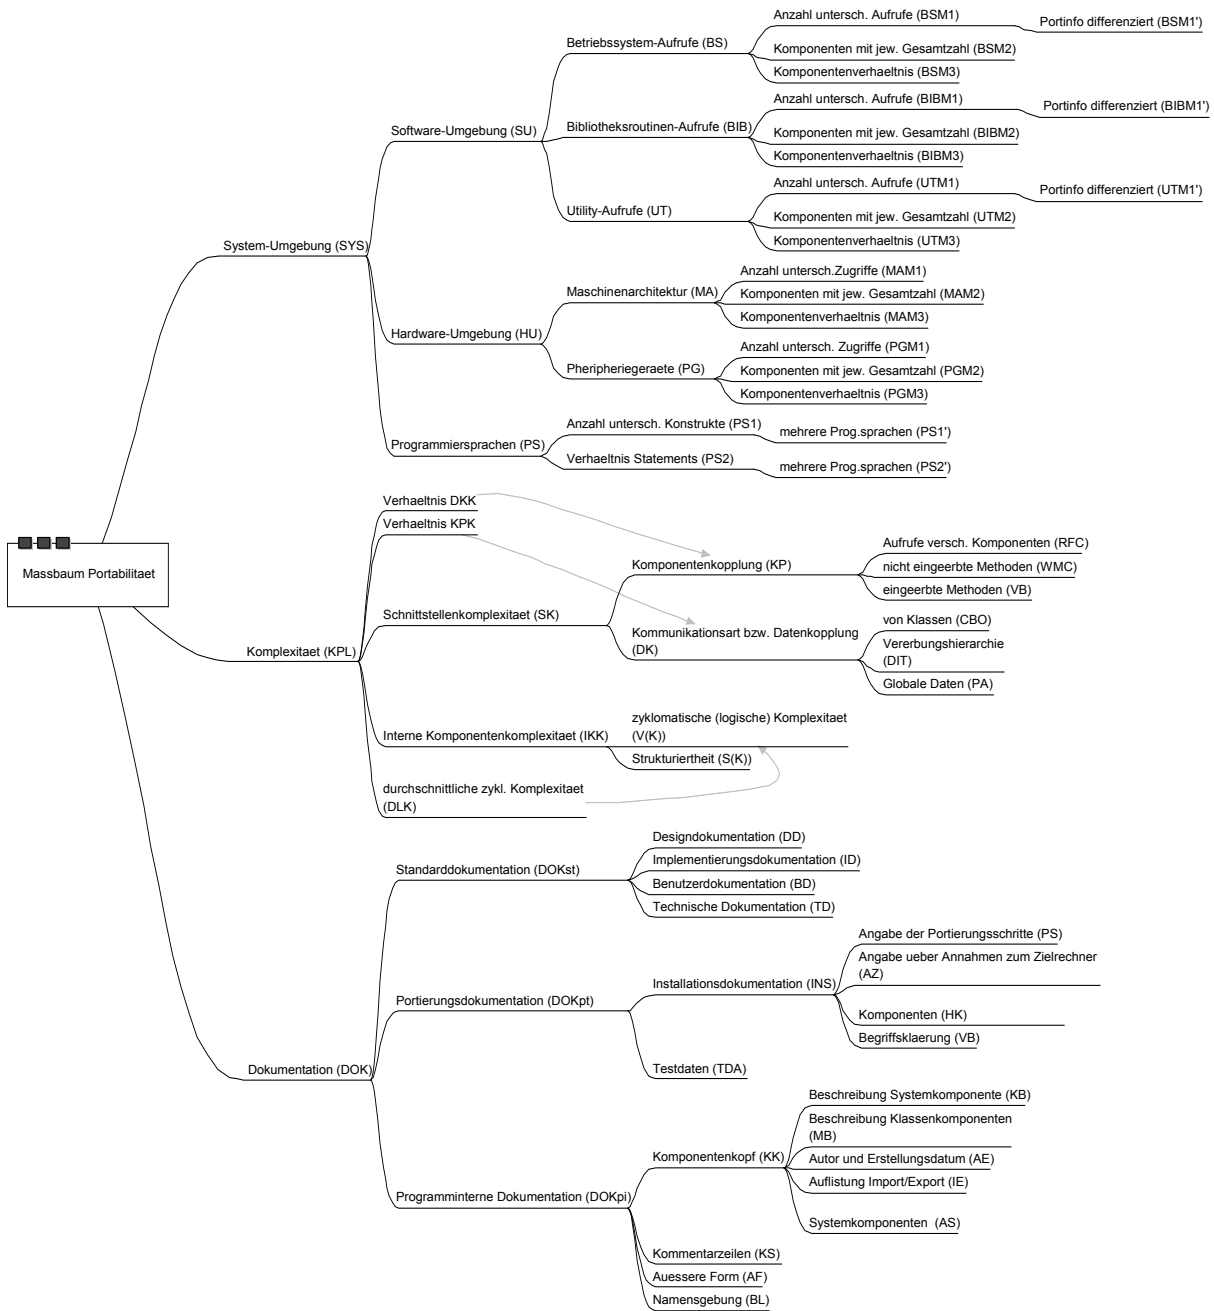 Massbaum Portabilitaet
System-Umgebung (SYS)
Software-Umgebung (SU)
Betriebssystem-Aufrufe (BS)
Anzahl untersch. Aufrufe (BSM1)
Portinfo differenziert (BSM1')
Komponenten mit jew. Gesamtzahl (BSM2)
Komponentenverhaeltnis (BSM3)
Bibliotheksroutinen-Aufrufe (BIB)
Anzahl untersch. Aufrufe (BIBM1)
Portinfo differenziert (BIBM1')
Komponenten mit jew. Gesamtzahl (BIBM2)
Komponentenverhaeltnis (BIBM3)
Utility-Aufrufe (UT)
Anzahl untersch. Aufrufe (UTM1)
Portinfo differenziert (UTM1')
Komponenten mit jew. Gesamtzahl (UTM2)
Komponentenverhaeltnis (UTM3)
Hardware-Umgebung (HU)
Maschinenarchitektur (MA)
Anzahl untersch.Zugriffe (MAM1)
Komponenten mit jew. Gesamtzahl (MAM2)
Komponentenverhaeltnis (MAM3)
Pheripheriegeraete (PG)
Anzahl untersch. Zugriffe (PGM1)
Komponenten mit jew. Gesamtzahl (PGM2)
Komponentenverhaeltnis (PGM3)
Programmiersprachen (PS)
Anzahl untersch. Konstrukte (PS1)
mehrere Prog.sprachen (PS1')
Verhaeltnis Statements (PS2)
mehrere Prog.sprachen (PS2')
Komplexitaet (KPL)
Verhaeltnis DKK
Verhaeltnis KPK
Schnittstellenkomplexitaet (SK)
Komponentenkopplung (KP)
Aufrufe versch. Komponenten (RFC)
nicht eingeerbte Methoden (WMC)
eingeerbte Methoden (VB)
Kommunikationsart bzw. Datenkopplung
(DK)
von Klassen (CBO)
Vererbungshierarchie
(DIT)
Globale Daten (PA)
Interne Komponentenkomplexitaet (IKK)
zyklomatische (logische) Komplexitaet
(V(K))
Strukturiertheit (S(K))
durchschnittliche zykl. Komplexitaet
(DLK)
Dokumentation (DOK)
Standarddokumentation (DOKst)
Designdokumentation (DD)
Implementierungsdokumentation (ID)
Benutzerdokumentation (BD)
Technische Dokumentation (TD)
Portierungsdokumentation (DOKpt)
Installationsdokumentation (INS)
Angabe der Portierungsschritte (PS)
Angabe ueber Annahmen zum Zielrechner
(AZ)
Komponenten (HK)
Begriffsklaerung (VB)
Testdaten (TDA)
Programminterne Dokumentation (DOKpi)
Komponentenkopf (KK)
Beschreibung Systemkomponente (KB)
Beschreibung Klassenkomponenten
(MB)
Autor und Erstellungsdatum (AE)
Auflistung Import/Export (IE)
Systemkomponenten  (AS)
Kommentarzeilen (KS)
Auessere Form (AF)
Namensgebung (BL)